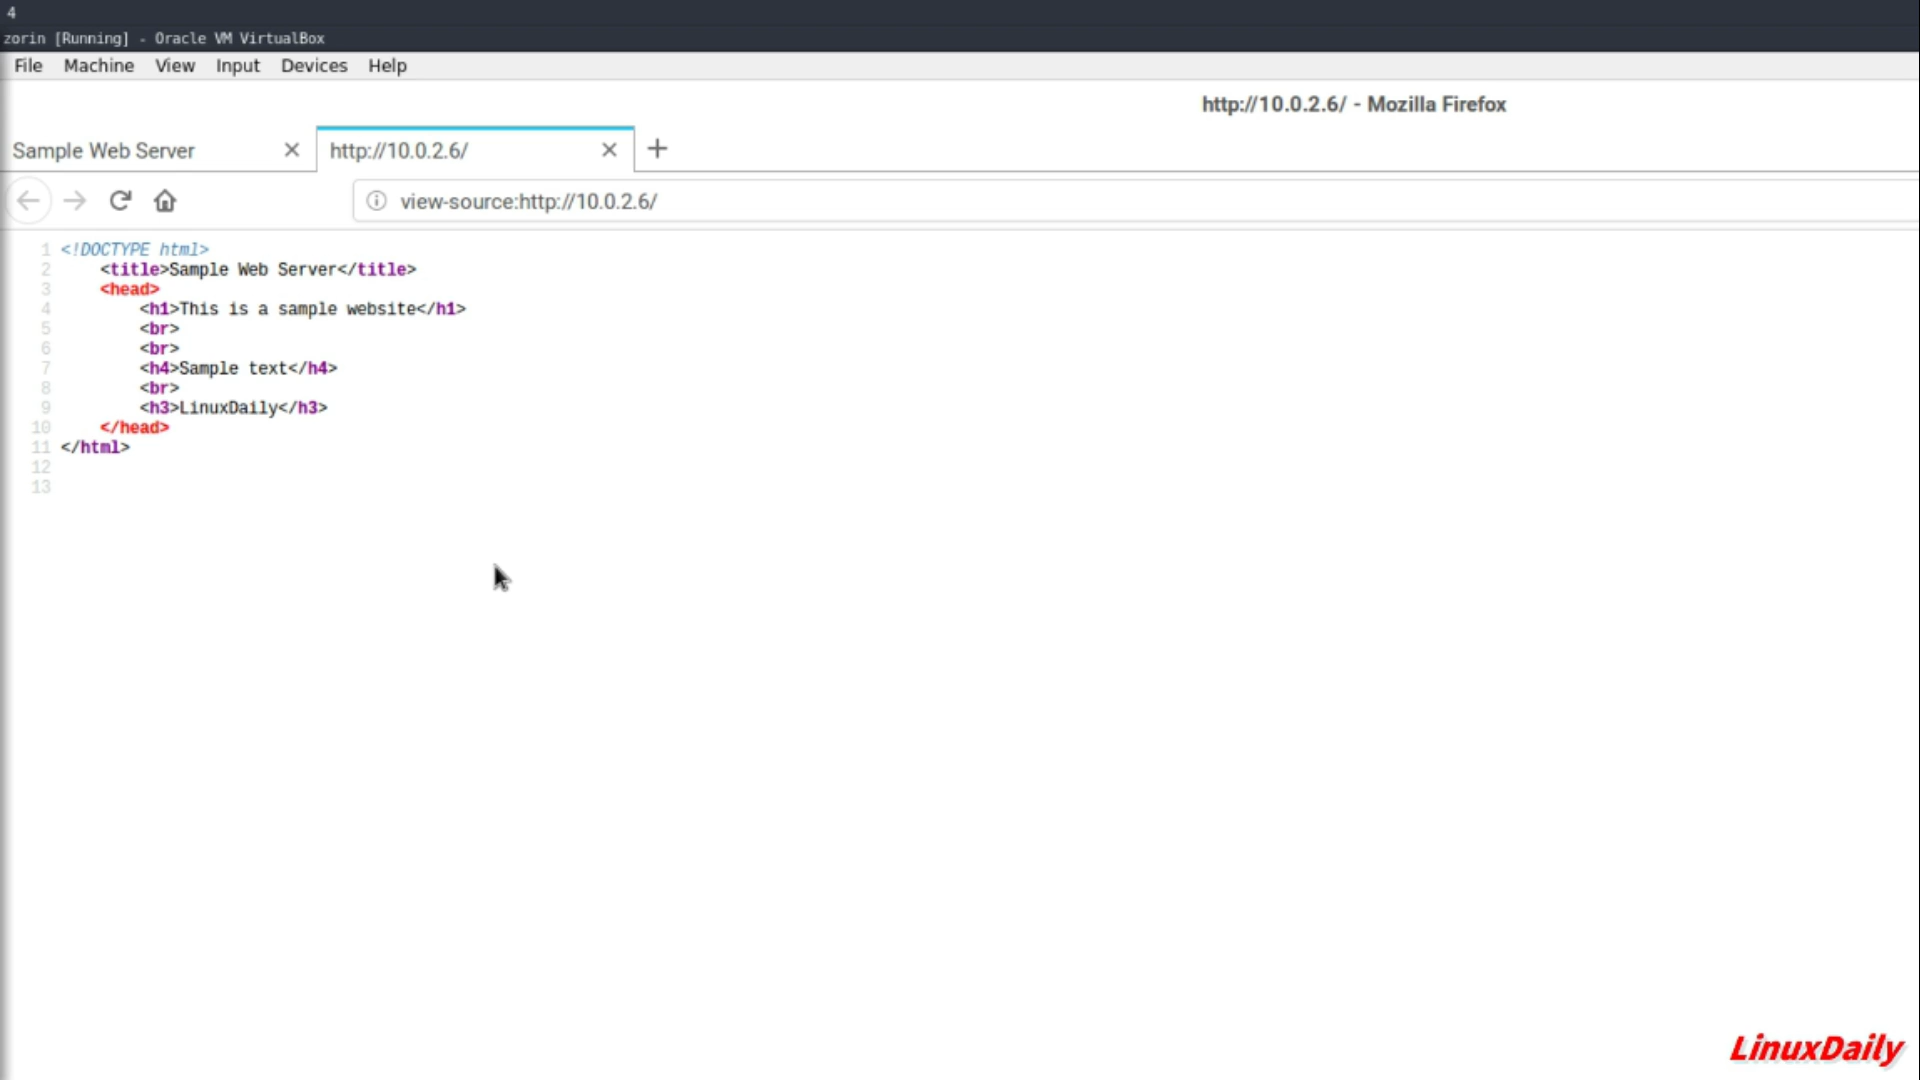 4
zorin [Running] - Oracle VM VirtualBox
File Machine View Input Devices Help
http://10.0.2.6/ - Mozilla Firefox
Sample Web Server http://10.0.2.6/
view-source:http://10.0.2.6/
1 <!DOCTYPE html>
2 <title>Sample Web Server</title>
3 <head>
4 <h1>This is a sample website</h1>
5 <br>
6 <br>
7 <h4>Sample text</h4>
8 <br>
9 <h3>LinuxDaily</h3>
10 </head>
11 </html>
12
13
LinuxDaily